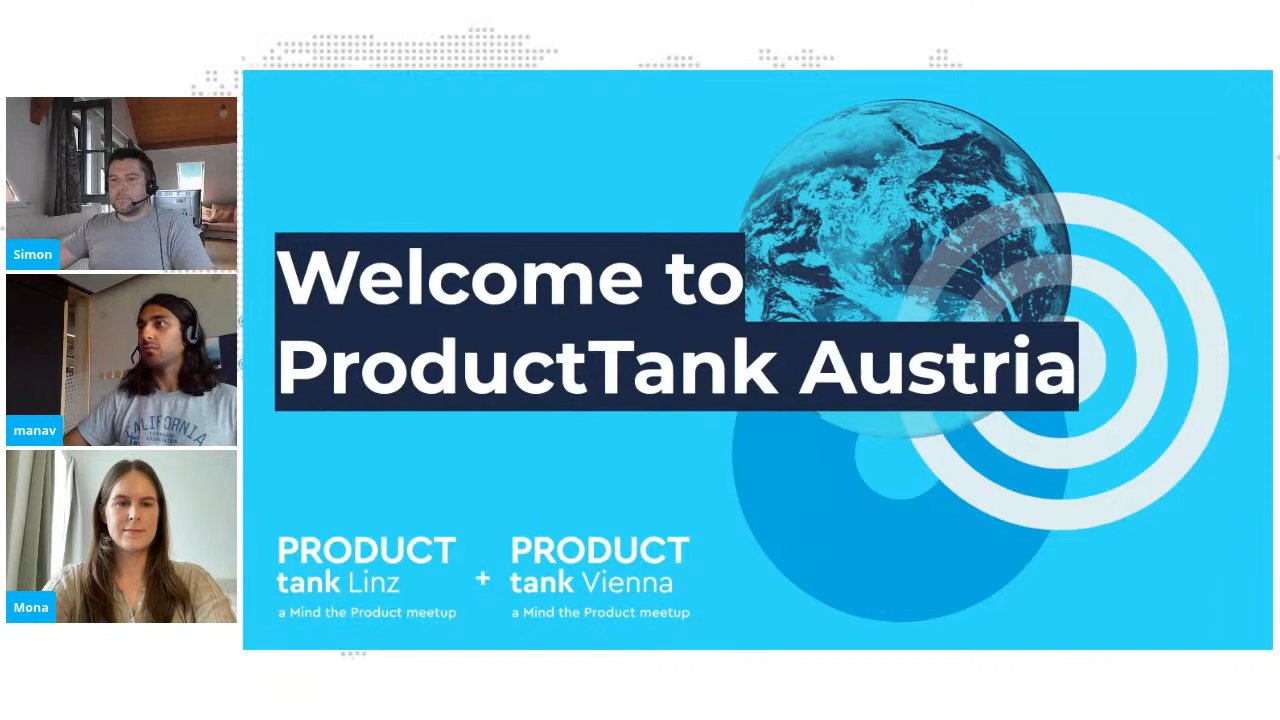 Simon
manav
CALIFORNIA
Mona
Welcome to
ProductTank Austria
PRODUCT
tank Linz
a Mind the Product meetup
+
PRODUCT
tank Vienna
a Mind the Product meetup